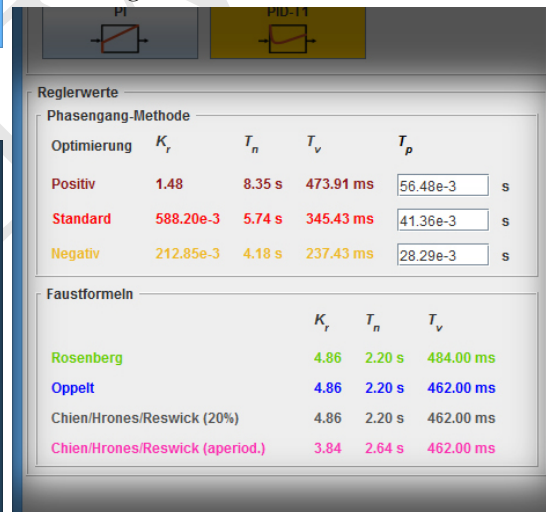 PI PID-T1
Reglerwerte
Phasengang-Methode
Optimierung Kr Tn Tv Tp
Positiv 1.48 8.35 s 473.91 ms 56.48e-3 s
Standard 588.20e-3 5.74 s 345.43 ms 41.36e-3 s
Negativ 212.85e-3 4.18 s 237.43 ms 28.29e-3 s
Faustformeln
Kr Tn Tv
Rosenberg 4.86 2.20 s 484.00 ms
Oppelt 4.86 2.20 s 462.00 ms
Chien/Hrones/Reswick (20%) 4.86 2.20 s 462.00 ms
Chien/Hrones/Reswick (aperiod.) 3.84 2.64 s 462.00 ms